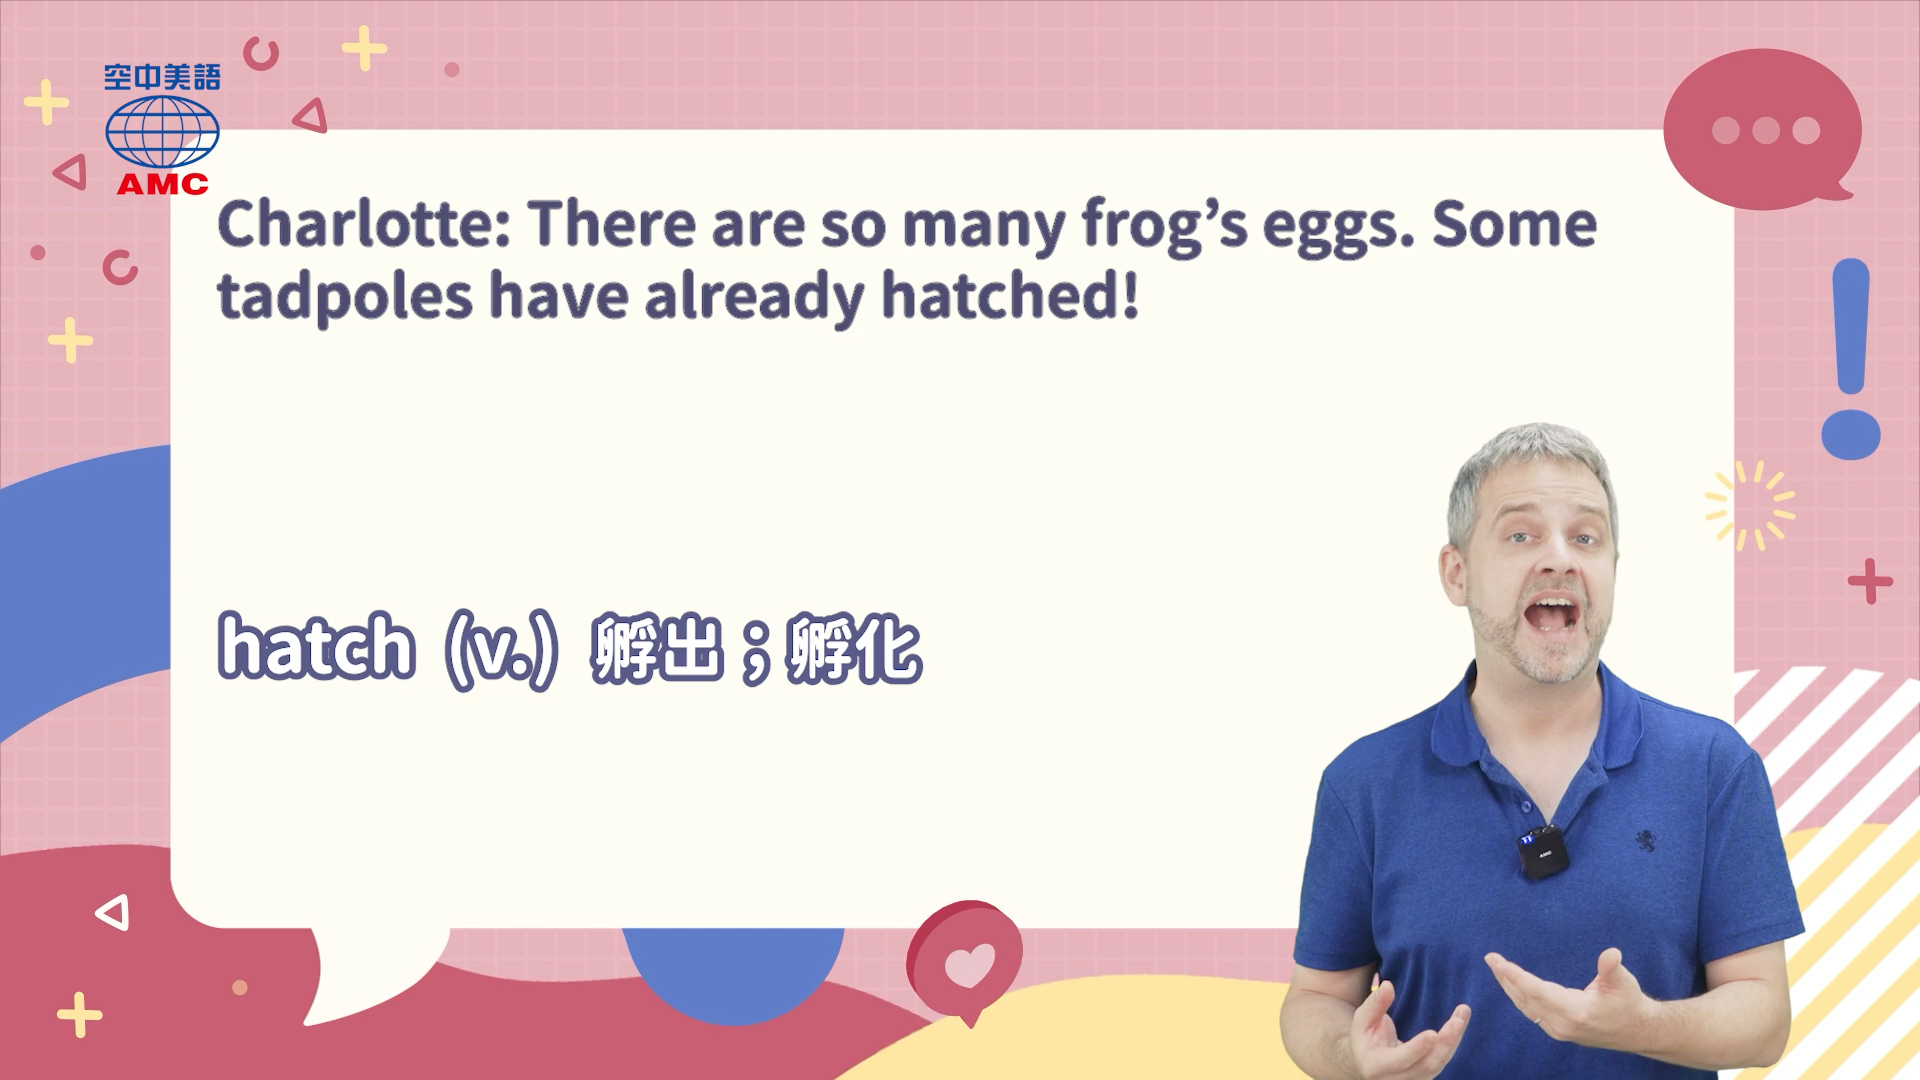 空中美語
AMC
Charlotte: There are so many frog’s eggs. Some
tadpoles have already hatched!
hatch (v.) 孵出；孵化